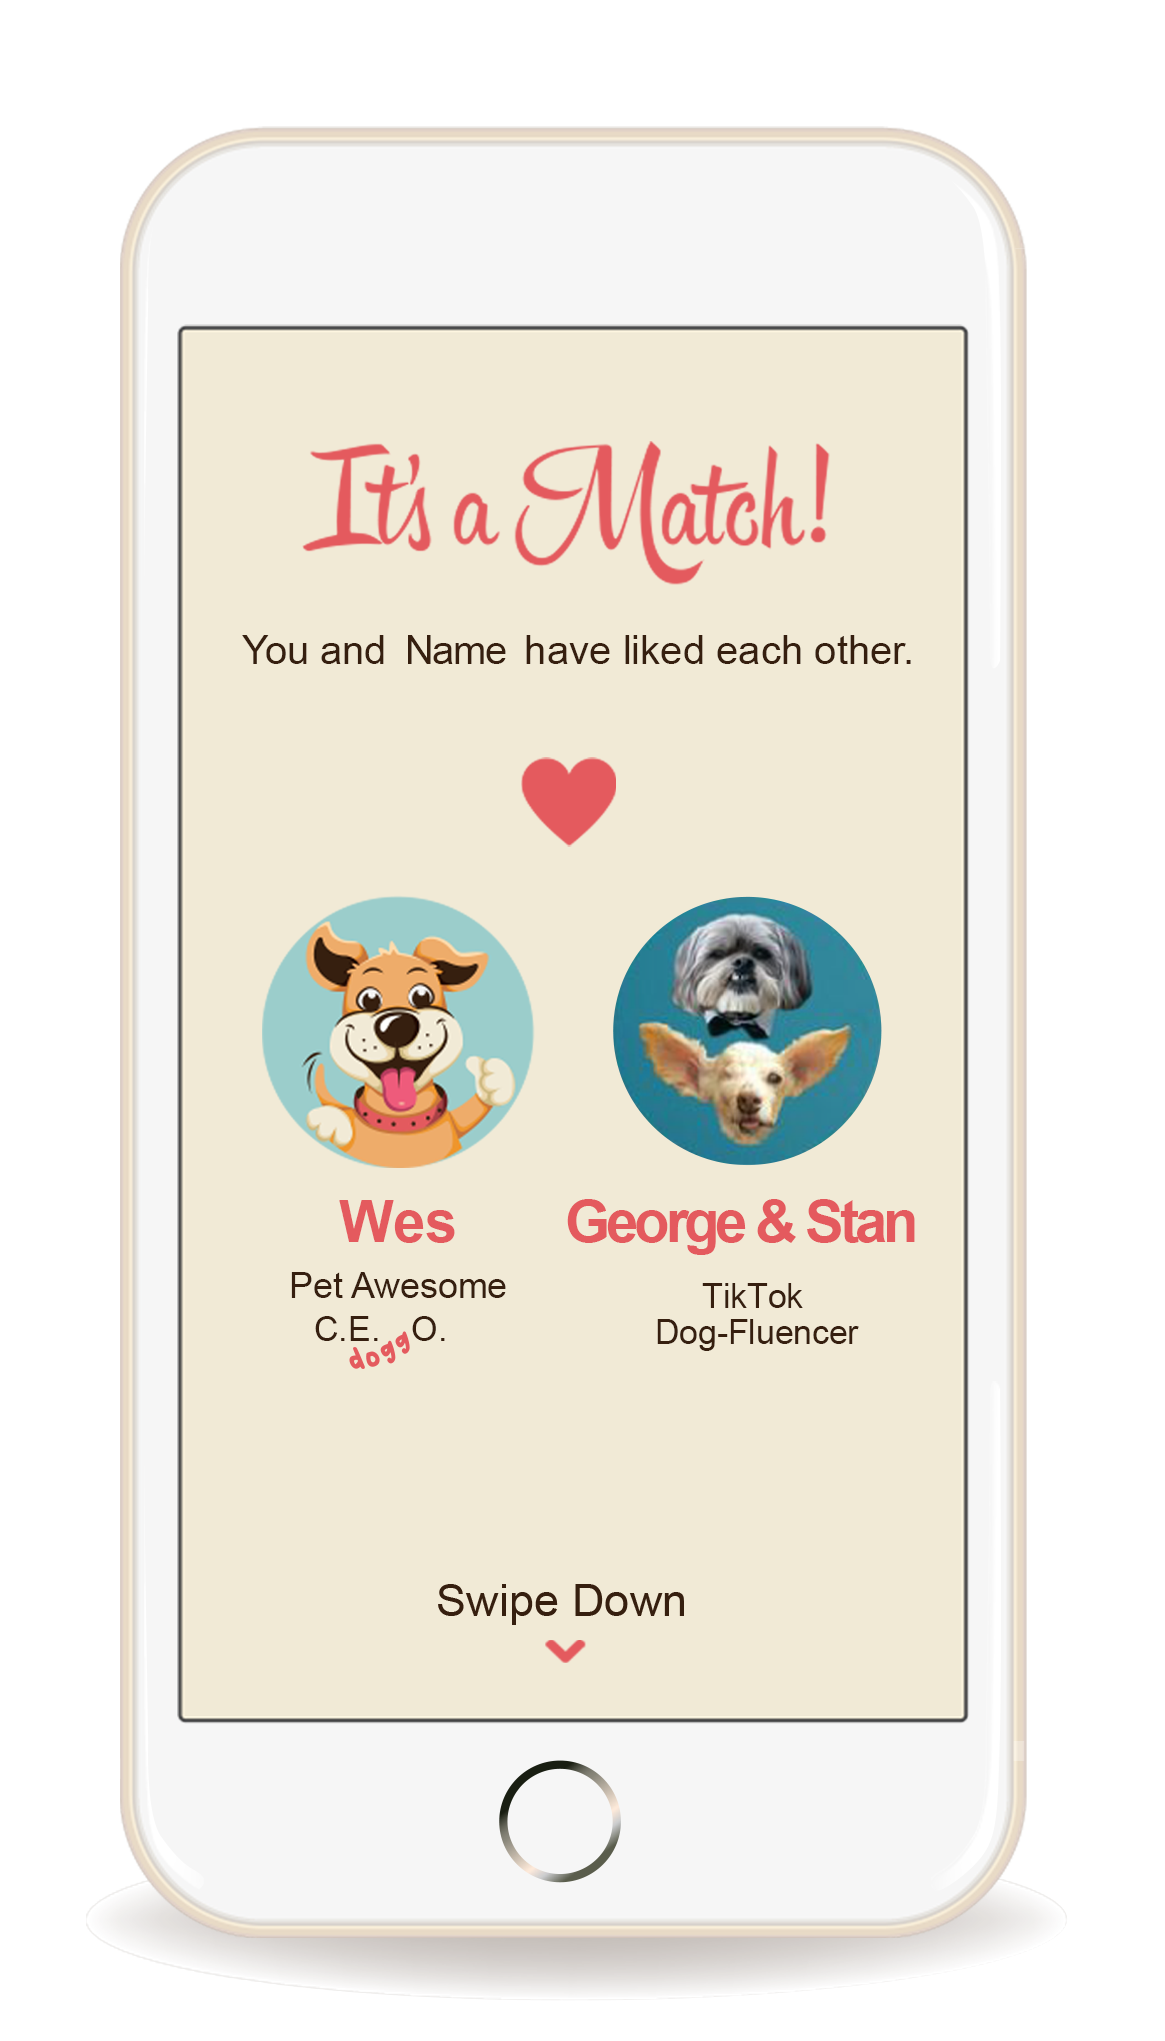 It's a Match!
You and Name have liked each other.
Wes
George & Stan
Pet Awesome
C.E. O.
dogg
TikTok
Dog-Fluencer
Swipe Down